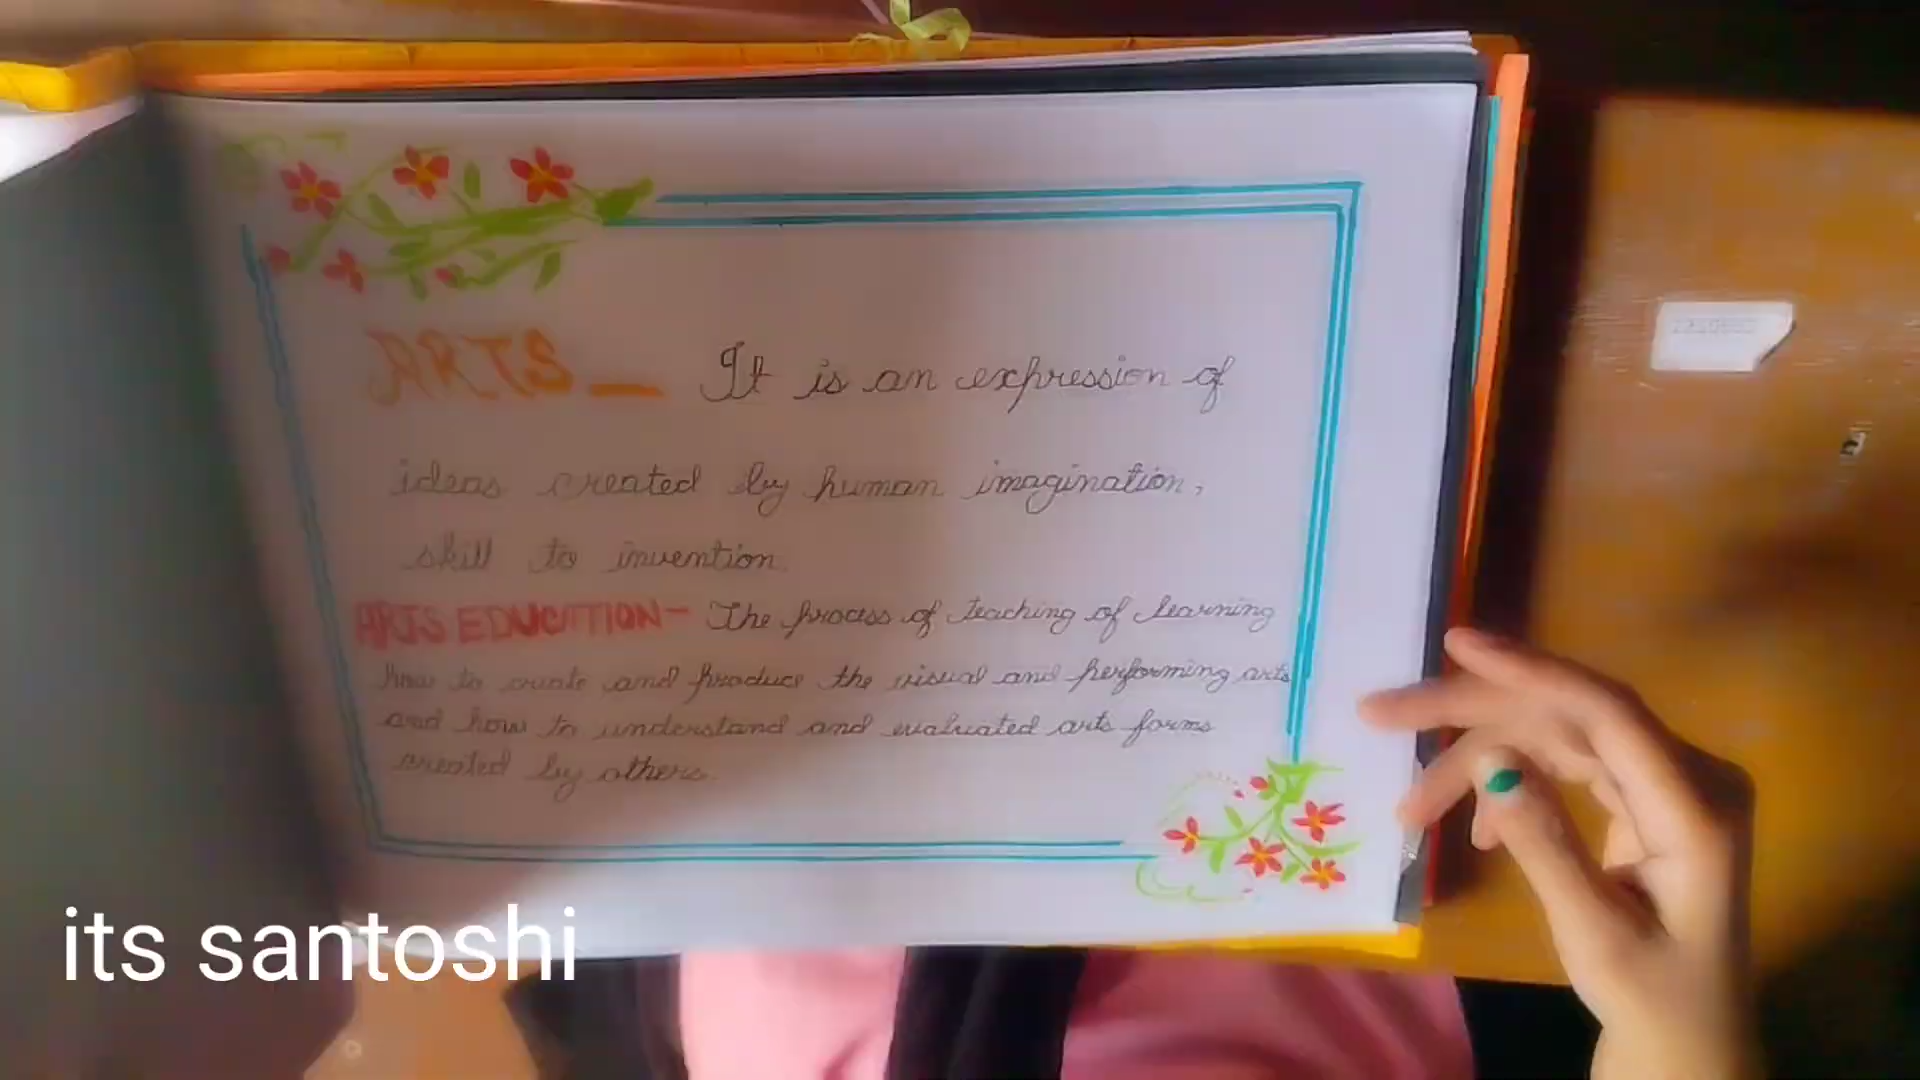 ARTS — It is an expression of
ideas created by human imagination,
skill to invention.
ARTS EDUCATION - The process of teaching of learning
how to create and produce the visual and performing arts
and how to understand and evaluated arts forms
created by others.
its santoshi